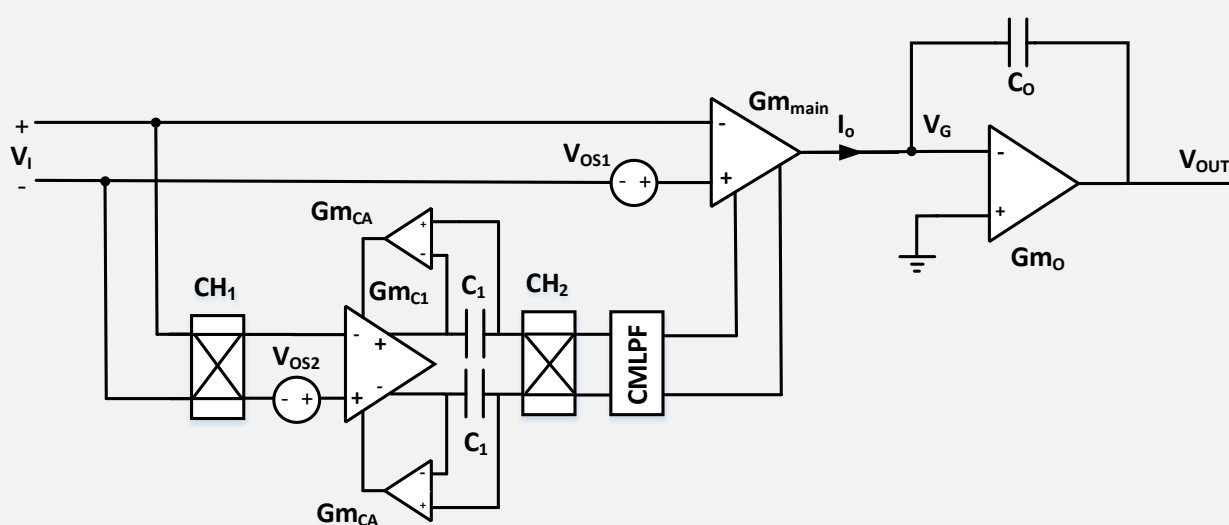 Gm_main
C_O
+
V_I
-
V_OS1
- +
-
+
I_o
V_G
-
+
Gm_O
V_OUT
Gm_CA
+
-
Gm_C1
C_1
CH_2
CH_1
V_OS2
- +
-
+
+
-
C_1
CMLPF
Gm_CA
-
+